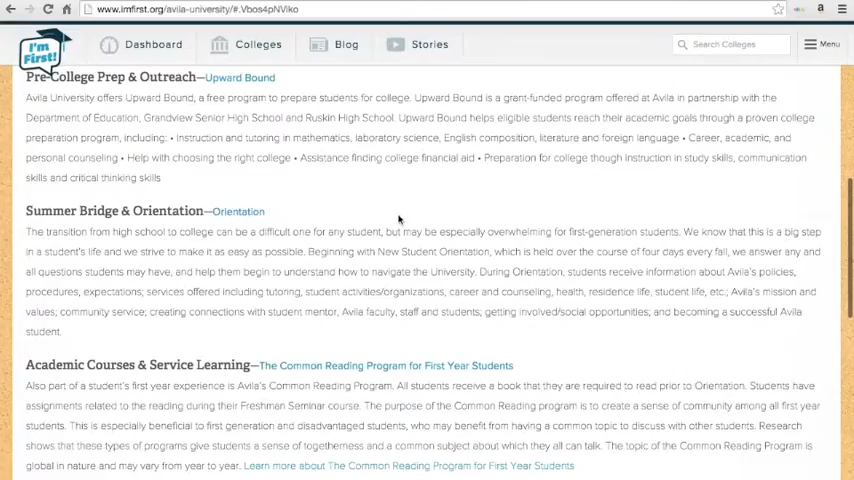 www.imfirst.org/avila-university/#.Vbos4pNViko
I'm First!
Dashboard
Colleges
Blog
Stories
Search Colleges
Menu
Pre-College Prep & Outreach—Upward Bound
Avila University offers Upward Bound, a free program to prepare students for college. Upward Bound is a grant-funded program offered at Avila in partnership with the
Department of Education, Grandview Senior High School and Ruskin High School. Upward Bound helps eligible students reach their academic goals through a proven college
preparation program, including: • Instruction and tutoring in mathematics, laboratory science, English composition, literature and foreign language • Career, academic, and
personal counseling • Help with choosing the right college • Assistance finding college financial aid • Preparation for college though instruction in study skills, communication
skills and critical thinking skills
Summer Bridge & Orientation—Orientation
The transition from high school to college can be a difficult one for any student, but may be especially overwhelming for first-generation students. We know that this is a big step
in a student's life and we strive to make it as easy as possible. Beginning with New Student Orientation, which is held over the course of four days every fall, we answer any and
all questions students may have, and help them begin to understand how to navigate the University. During Orientation, students receive information about Avila's policies,
procedures, expectations; services offered including tutoring, student activities/organizations, career and counseling, health, residence life, student life, etc.; Avila's mission and
values; community service; creating connections with student mentor, Avila faculty, staff and students; getting involved/social opportunities; and becoming a successful Avila
student.
Academic Courses & Service Learning—The Common Reading Program for First Year Students
Also part of a student's first year experience is Avila's Common Reading Program. All students receive a book that they are required to read prior to Orientation. Students have
assignments related to the reading during their Freshman Seminar course. The purpose of the Common Reading program is to create a sense of community among all first year
students. This is especially beneficial to first generation and disadvantaged students, who may benefit from having a common topic to discuss with other students. Research
shows that these types of programs give students a sense of togetherness and a common subject about which they all can talk. The topic of the Common Reading Program is
global in nature and may vary from year to year. Learn more about The Common Reading Program for First Year Students